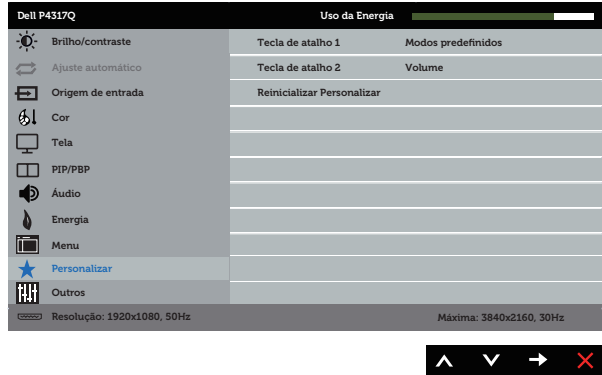 Dell P4317Q Uso da Energia
Brilho/contraste Tecla de atalho 1 Modos predefinidos
Ajuste automático Tecla de atalho 2 Volume
Origem de entrada Reinicializar Personalizar
Cor
Tela
PIP/PBP
Áudio
Energia
Menu
Personalizar
Outros
Resolução: 1920x1080, 50Hz Máxima: 3840x2160, 30Hz